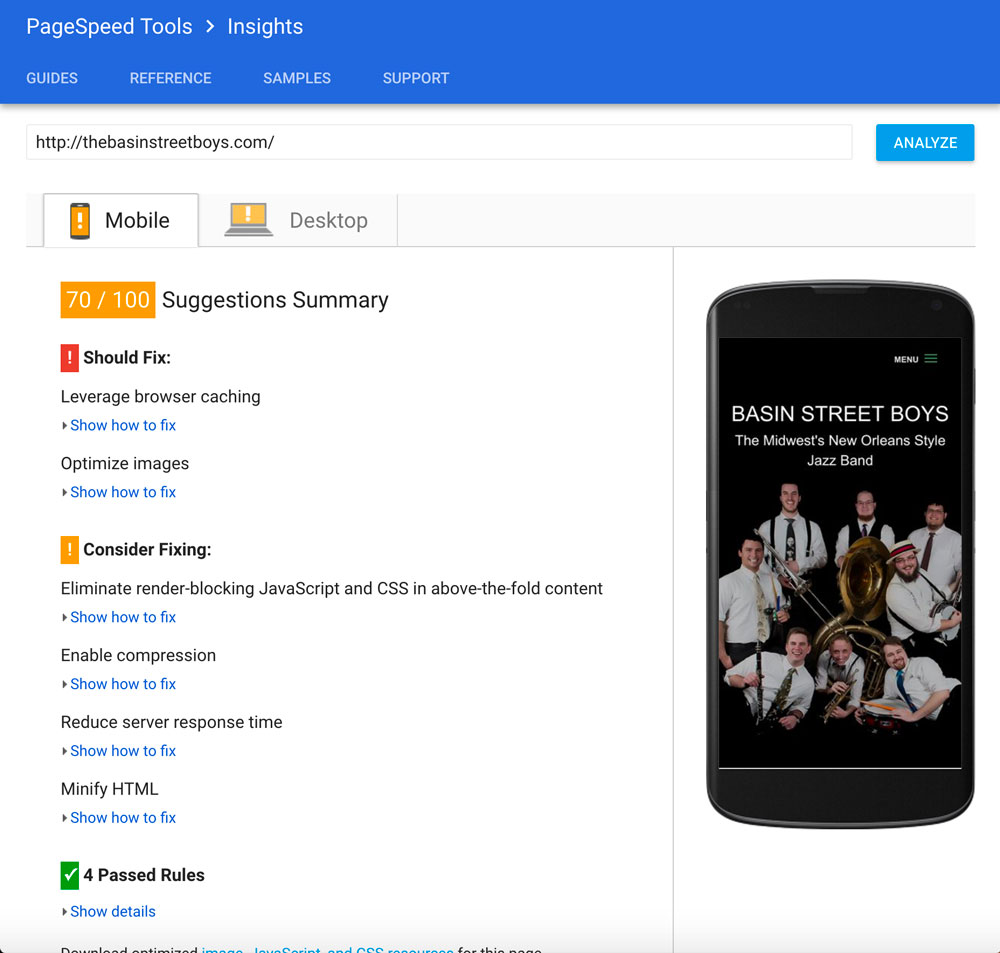 PageSpeed Tools > Insights
GUIDES REFERENCE SAMPLES SUPPORT
http://thebasinstreetboys.com/ ANALYZE
! Mobile ! Desktop
70 / 100 Suggestions Summary
! Should Fix:
Leverage browser caching
Show how to fix
Optimize images
Show how to fix
! Consider Fixing:
Eliminate render-blocking JavaScript and CSS in above-the-fold content
Show how to fix
Enable compression
Show how to fix
Reduce server response time
Show how to fix
Minify HTML
Show how to fix
✓ 4 Passed Rules
Show details
Download optimized image, JavaScript, and CSS resources for this page.
MENU
BASIN STREET BOYS
The Midwest's New Orleans Style
Jazz Band